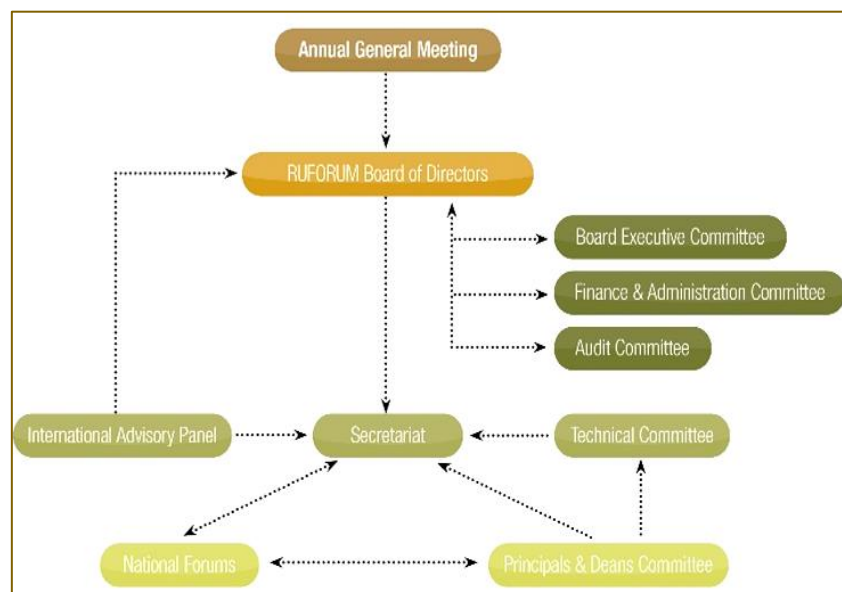 Annual General Meeting
RUFORUM Board of Directors
Board Executive Committee
Finance & Administration Committee
Audit Committee
International Advisory Panel
Secretariat
Technical Committee
National Forums
Principals & Deans Committee